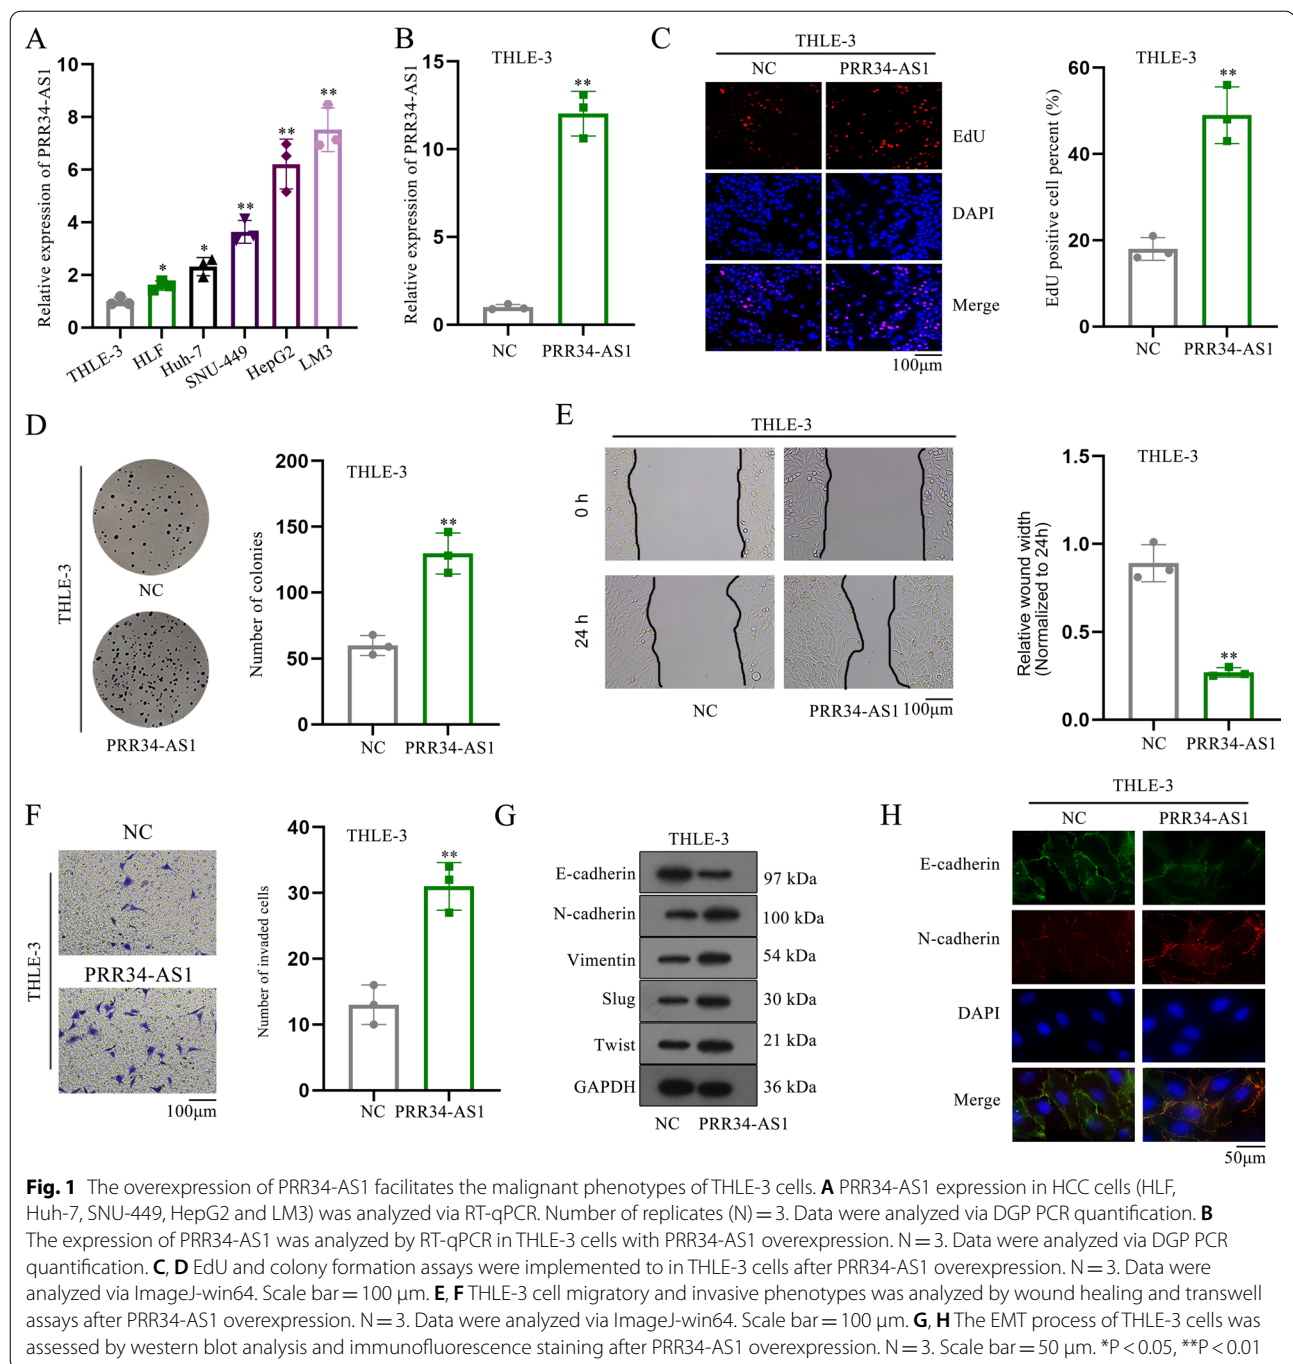 A
Relative expression of PRR34-AS1
10
8
6
4
2
0
*
*
**
**
**
THLE-3
HLF
Huh-7
SNU-449
HepG2
LM3
B
THLE-3
Relative expression of PRR34-AS1
15
10
5
0
**
NC
PRR34-AS1
C
THLE-3
NC
PRR34-AS1
EdU
DAPI
Merge
100μm
THLE-3
EdU positive cell percent (%)
60
40
20
0
**
NC
PRR34-AS1
D
THLE-3
NC
PRR34-AS1
THLE-3
Number of colonies
200
150
100
50
0
**
NC
PRR34-AS1
E
THLE-3
0 h
24 h
NC
PRR34-AS1
100μm
THLE-3
Relative wound width
(Normalized to 24h)
1.5
1.0
0.5
0.0
**
NC
PRR34-AS1
F
NC
THLE-3
PRR34-AS1
100μm
THLE-3
Number of invaded cells
40
30
20
10
0
**
NC
PRR34-AS1
G
THLE-3
E-cadherin 97 kDa
N-cadherin 100 kDa
Vimentin 54 kDa
Slug 30 kDa
Twist 21 kDa
GAPDH 36 kDa
NC PRR34-AS1
H
THLE-3
NC
PRR34-AS1
E-cadherin
N-cadherin
DAPI
Merge
50μm
Fig. 1 The overexpression of PRR34-AS1 facilitates the malignant phenotypes of THLE-3 cells. A PRR34-AS1 expression in HCC cells (HLF,
Huh-7, SNU-449, HepG2 and LM3) was analyzed via RT-qPCR. Number of replicates (N) = 3. Data were analyzed via DGP PCR quantification. B
The expression of PRR34-AS1 was analyzed by RT-qPCR in THLE-3 cells with PRR34-AS1 overexpression. N = 3. Data were analyzed via DGP PCR
quantification. C, D EdU and colony formation assays were implemented to in THLE-3 cells after PRR34-AS1 overexpression. N = 3. Data were
analyzed via ImageJ-win64. Scale bar = 100 μm. E, F THLE-3 cell migratory and invasive phenotypes was analyzed by wound healing and transwell
assays after PRR34-AS1 overexpression. N = 3. Data were analyzed via ImageJ-win64. Scale bar = 100 μm. G, H The EMT process of THLE-3 cells was
assessed by western blot analysis and immunofluorescence staining after PRR34-AS1 overexpression. N = 3. Scale bar = 50 μm. *P < 0.05, **P < 0.01